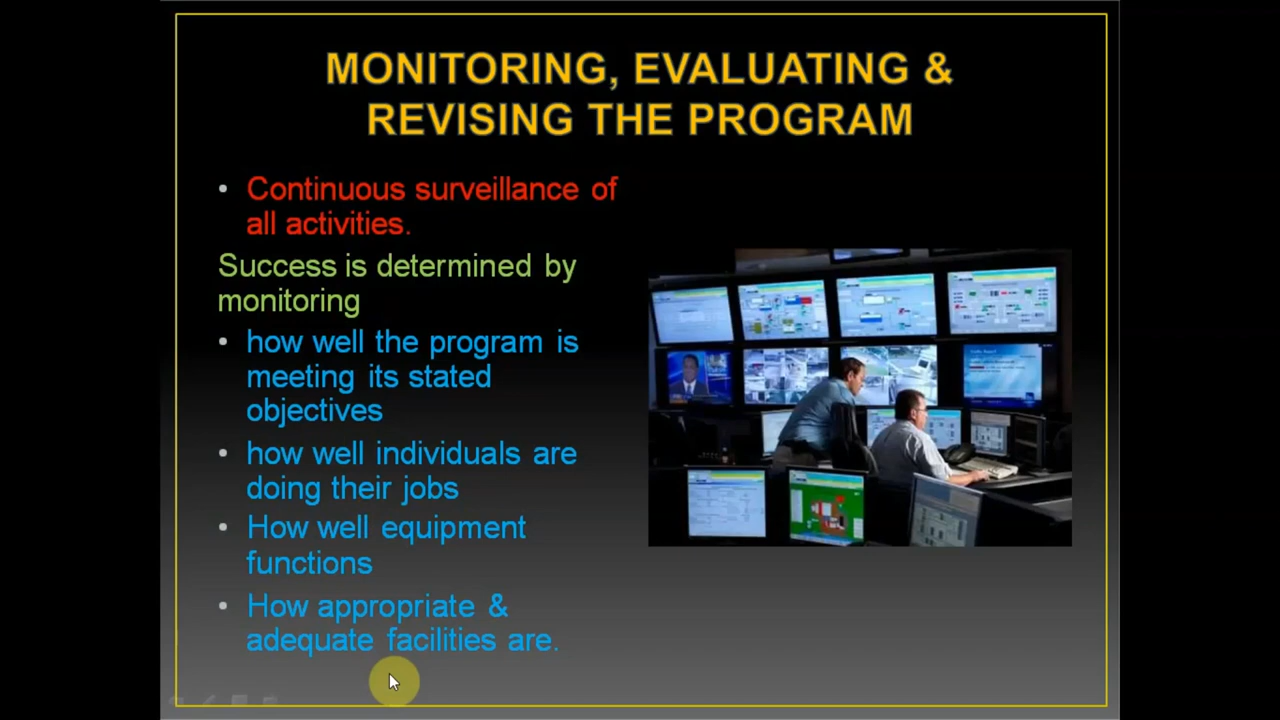 MONITORING, EVALUATING &
REVISING THE PROGRAM
• Continuous surveillance of
all activities.
Success is determined by
monitoring
• how well the program is
meeting its stated
objectives
• how well individuals are
doing their jobs
• How well equipment
functions
• How appropriate &
adequate facilities are.